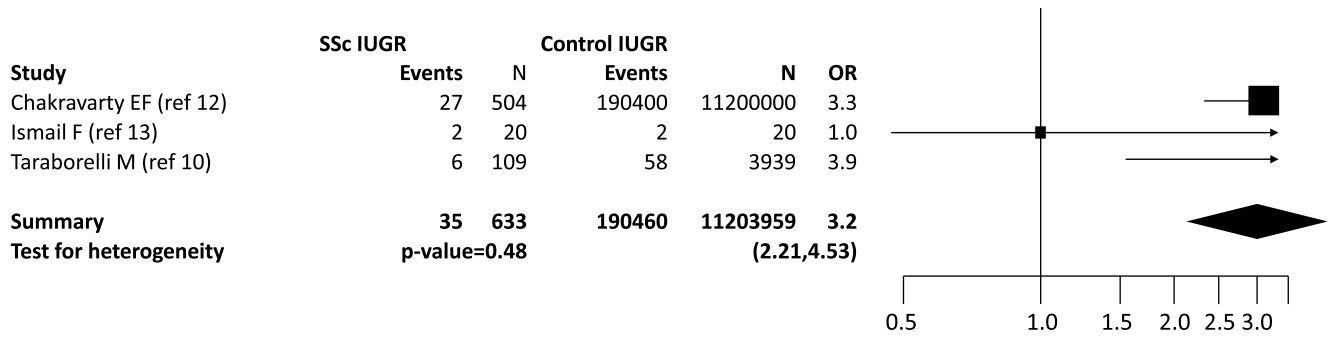 SSc IUGR Control IUGR
Study Events N Events N OR
Chakravarty EF (ref 12) 27 504 190400 11200000 3.3
Ismail F (ref 13) 2 20 2 20 1.0
Taraborelli M (ref 10) 6 109 58 3939 3.9
Summary 35 633 190460 11203959 3.2
Test for heterogeneity p-value=0.48 (2.21,4.53)
0.5 1.0 1.5 2.0 2.5 3.0